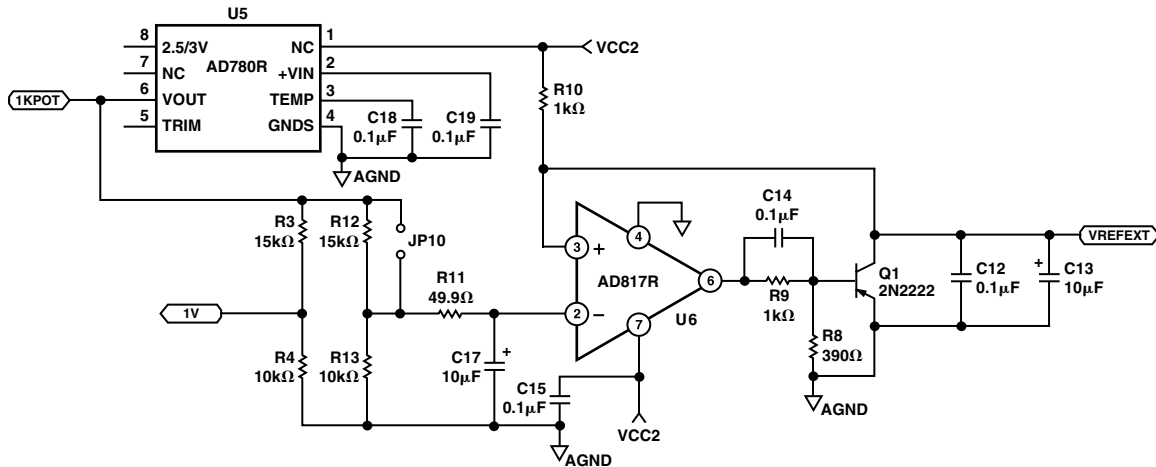 U5
8 2.5/3V NC 1
7 NC AD780R +VIN 2
6 VOUT TEMP 3
5 TRIM GNDS 4
1KPOT
VCC2
R10
1kΩ
C18
0.1μF
C19
0.1μF
AGND
R3
15kΩ
R12
15kΩ
JP10
R11
49.9Ω
1V
R4
10kΩ
R13
10kΩ
C17
10μF
+
C15
0.1μF
AGND
3 +
2 −
4
AD817R
6
7
U6
VCC2
C14
0.1μF
R9
1kΩ
R8
390Ω
AGND
Q1
2N2222
C12
0.1μF
+
C13
10μF
VREFEXT